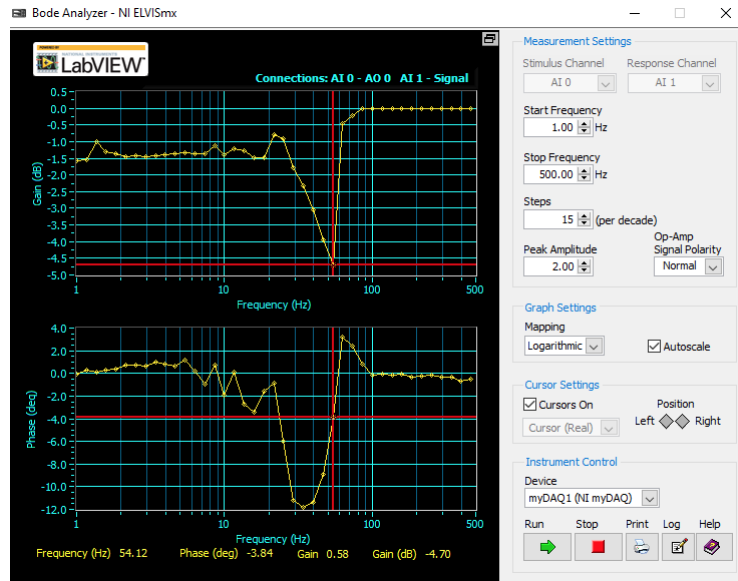 Bode Analyzer - NI ELVISmx
POWERED BY
NATIONAL INSTRUMENTS
LabVIEW™
Connections: AI 0 - AO 0 AI 1 - Signal
0.5
0.0
-0.5
-1.0
-1.5
-2.0
-2.5
-3.0
-3.5
-4.0
-4.5
-5.0
Gain (dB)
1 10 100 500
Frequency (Hz)
4.0
2.0
0.0
-2.0
-4.0
-6.0
-8.0
-10.0
-12.0
Phase (deg)
1 10 100 500
Frequency (Hz)
Frequency (Hz) 54.12 Phase (deg) -3.84 Gain 0.58 Gain (dB) -4.70
Measurement Settings
Stimulus Channel Response Channel
AI 0 AI 1
Start Frequency
1.00 Hz
Stop Frequency
500.00 Hz
Steps
15 (per decade)
Op-Amp
Peak Amplitude Signal Polarity
2.00 Normal
Graph Settings
Mapping
Logarithmic Autoscale
Cursor Settings
Cursors On Position
Cursor (Real) Left Right
Instrument Control
Device
myDAQ1 (NI myDAQ)
Run Stop Print Log Help